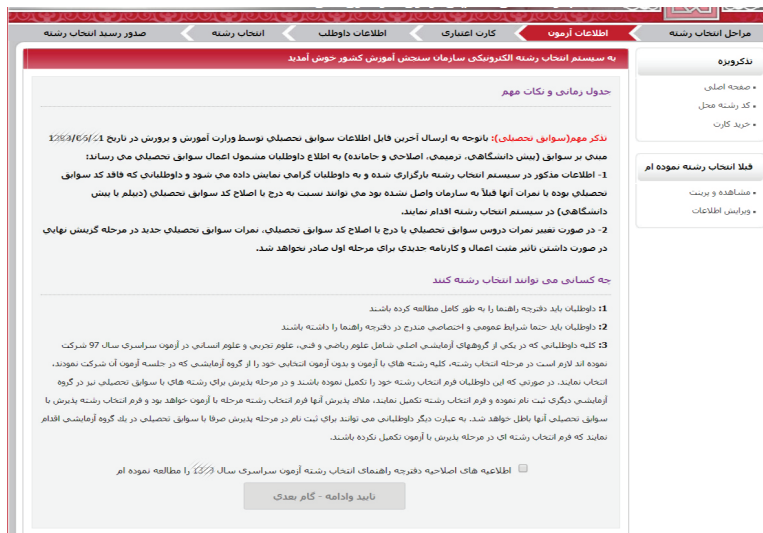 مراحل انتخاب رشته
اطلاعات آزمون
کارت اعتباری
اطلاعات داوطلب
انتخاب رشته
صدور رسید انتخاب رشته
تذکرویژه
• صفحه اصلی
• کد رشته محل
• خرید کارت
قبلا انتخاب رشته نموده ام
• مشاهده و پرینت
• ویرایش اطلاعات
به سیستم انتخاب رشته الکترونیکی سازمان سنجش آموزش کشور خوش آمدید
جدول زمانی و نکات مهم
تذکر مهم(سوابق تحصیلی): باتوجه به ارسال آخرین فایل اطلاعات سوابق تحصیلی توسط وزارت آموزش و پرورش در تاریخ
مبنی بر سوابق (پیش دانشگاهی، ترمیمی، اصلاحی و جامانده) به اطلاع داوطلبان مشمول اعمال سوابق تحصیلی می رساند:
1- اطلاعات مذکور در سیستم انتخاب رشته بارگزاری شده و به داوطلبان گرامی نمایش داده می شود و داوطلبانی که فاقد کد سوابق
تحصیلی بوده یا نمرات آنها قبلاً به سازمان واصل نشده بود می توانند نسبت به درج یا اصلاح کد سوابق تحصیلی (دیپلم یا پیش
دانشگاهی) در سیستم انتخاب رشته اقدام نمایند.
2- در صورت تغییر نمرات دروس سوابق تحصیلی یا درج یا اصلاح کد سوابق تحصیلی، نمرات سوابق تحصیلی جدید در مرحله گزینش نهایی
در صورت داشتن تاثیر مثبت اعمال و کارنامه جدیدی برای مرحله اول صادر نخواهد شد.
چه کسانی می توانند انتخاب رشته کنند
1: داوطلبان باید دفترچه راهنما را به طور کامل مطالعه کرده باشند
2: داوطلبان باید حتما شرایط عمومی و اختصاصی مندرج در دفترچه راهنما را داشته باشند
3: کلیه داوطلبانی که در یکی از گروههای آزمایشی اصلی شامل علوم ریاضی و فنی، علوم تجربی و علوم انسانی در آزمون سراسری سال 97 شرکت
نموده اند لازم است در مرحله انتخاب رشته، کلیه رشته های با آزمون و بدون آزمون انتخابی خود را از گروه آزمایشی که در جلسه آزمون آن شرکت نمودند،
انتخاب نمایند. در صورتی که این داوطلبان فرم انتخاب رشته خود را تکمیل نموده باشند و در مرحله پذیرش برای رشته های با سوابق تحصیلی نیز در گروه
آزمایشی دیگری ثبت نام نموده و فرم انتخاب رشته تکمیل نمایند، ملاک پذیرش آنها فرم انتخاب رشته مرحله با آزمون خواهد بود و فرم انتخاب رشته پذیرش با
سوابق تحصیلی آنها باطل خواهد شد. به عبارت دیگر داوطلبانی می توانند برای ثبت نام در مرحله پذیرش صرفا با سوابق تحصیلی در یك گروه آزمایشی اقدام
نمایند که فرم انتخاب رشته ای در مرحله پذیرش با آزمون تکمیل نکرده باشند.
اطلاعیه های اصلاحیه دفترچه راهنمای انتخاب رشته آزمون سراسری سال را مطالعه نموده ام
تایید وادامه - گام بعدی